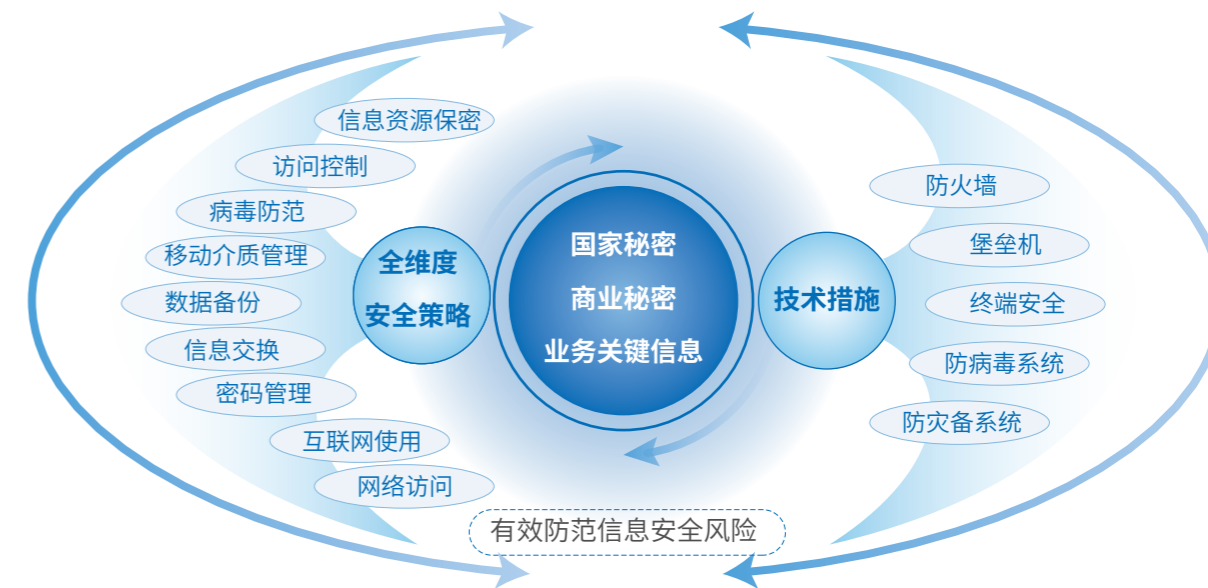 信息资源保密
访问控制
病毒防范
移动介质管理
数据备份
信息交换
密码管理
互联网使用
网络访问
全维度
安全策略
国家秘密
商业秘密
业务关键信息
技术措施
防火墙
堡垒机
终端安全
防病毒系统
防灾备系统
有效防范信息安全风险